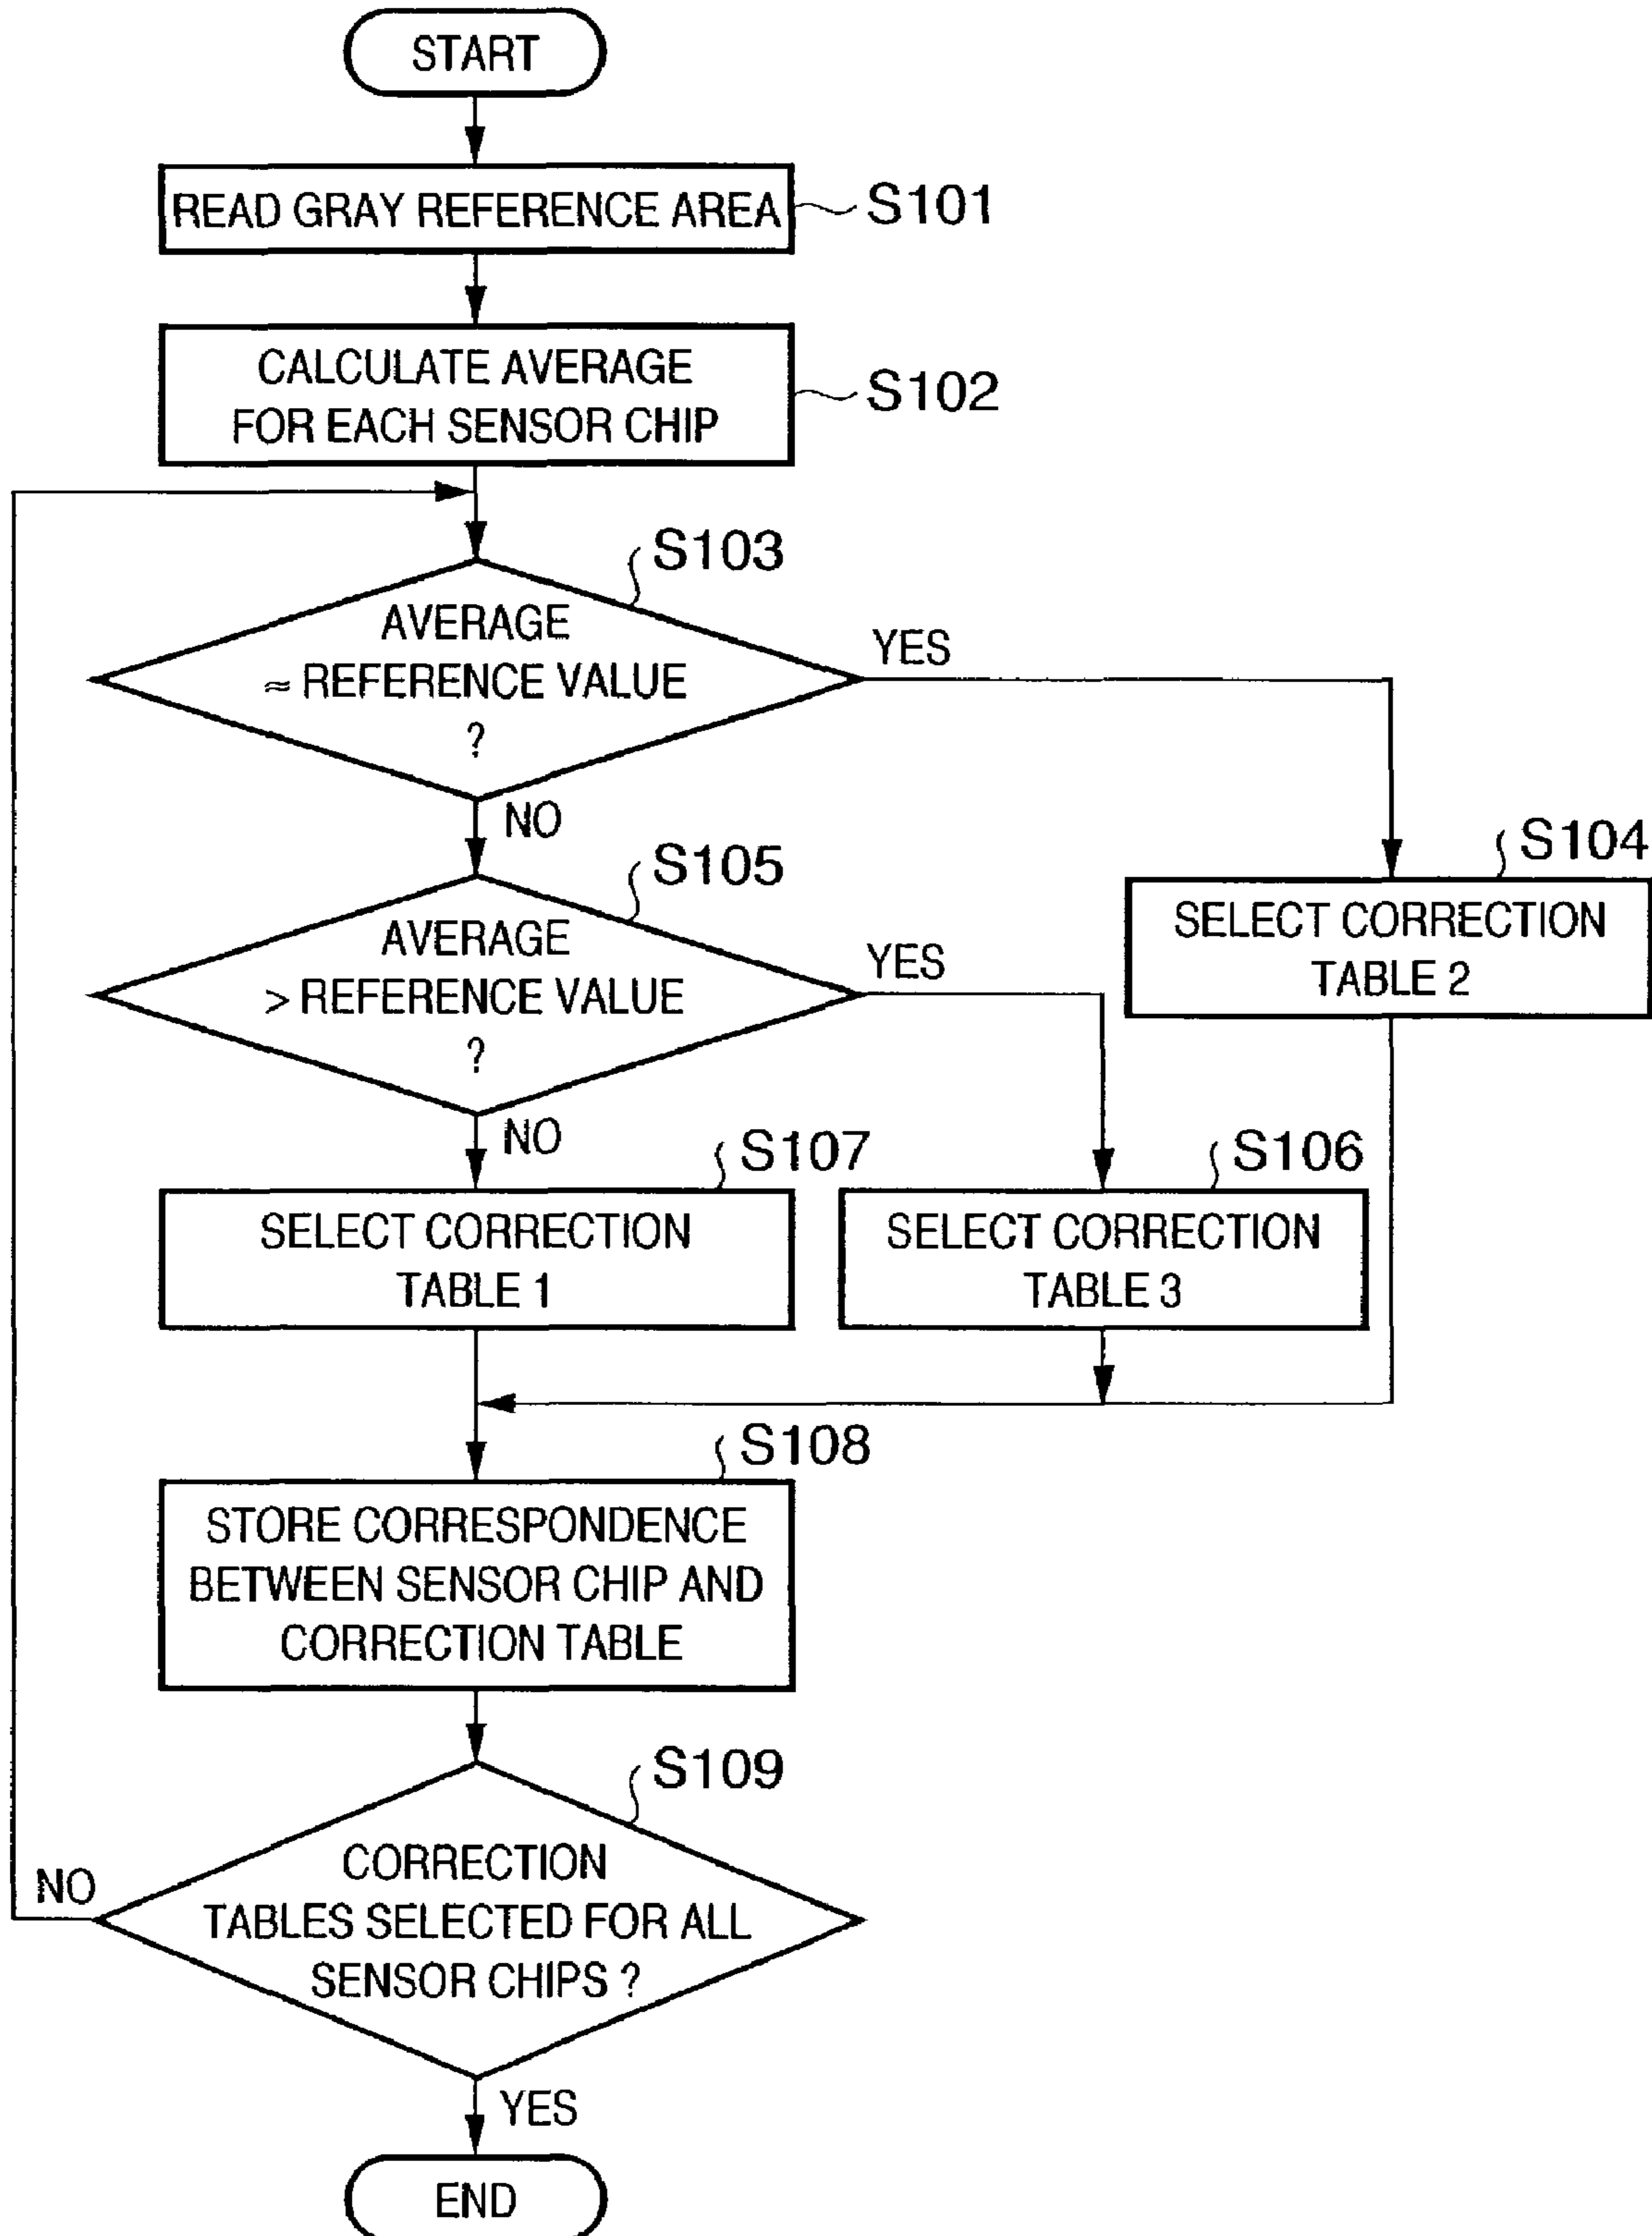 START
READ GRAY REFERENCE AREA
S101
CALCULATE AVERAGE
FOR EACH SENSOR CHIP
S102
S103
AVERAGE
≈ REFERENCE VALUE
?
YES
NO
S104
SELECT CORRECTION
TABLE 2
S105
AVERAGE
> REFERENCE VALUE
?
YES
NO
S107
SELECT CORRECTION
TABLE 1
S106
SELECT CORRECTION
TABLE 3
S108
STORE CORRESPONDENCE
BETWEEN SENSOR CHIP AND
CORRECTION TABLE
S109
CORRECTION
TABLES SELECTED FOR ALL
SENSOR CHIPS ?
NO
YES
END